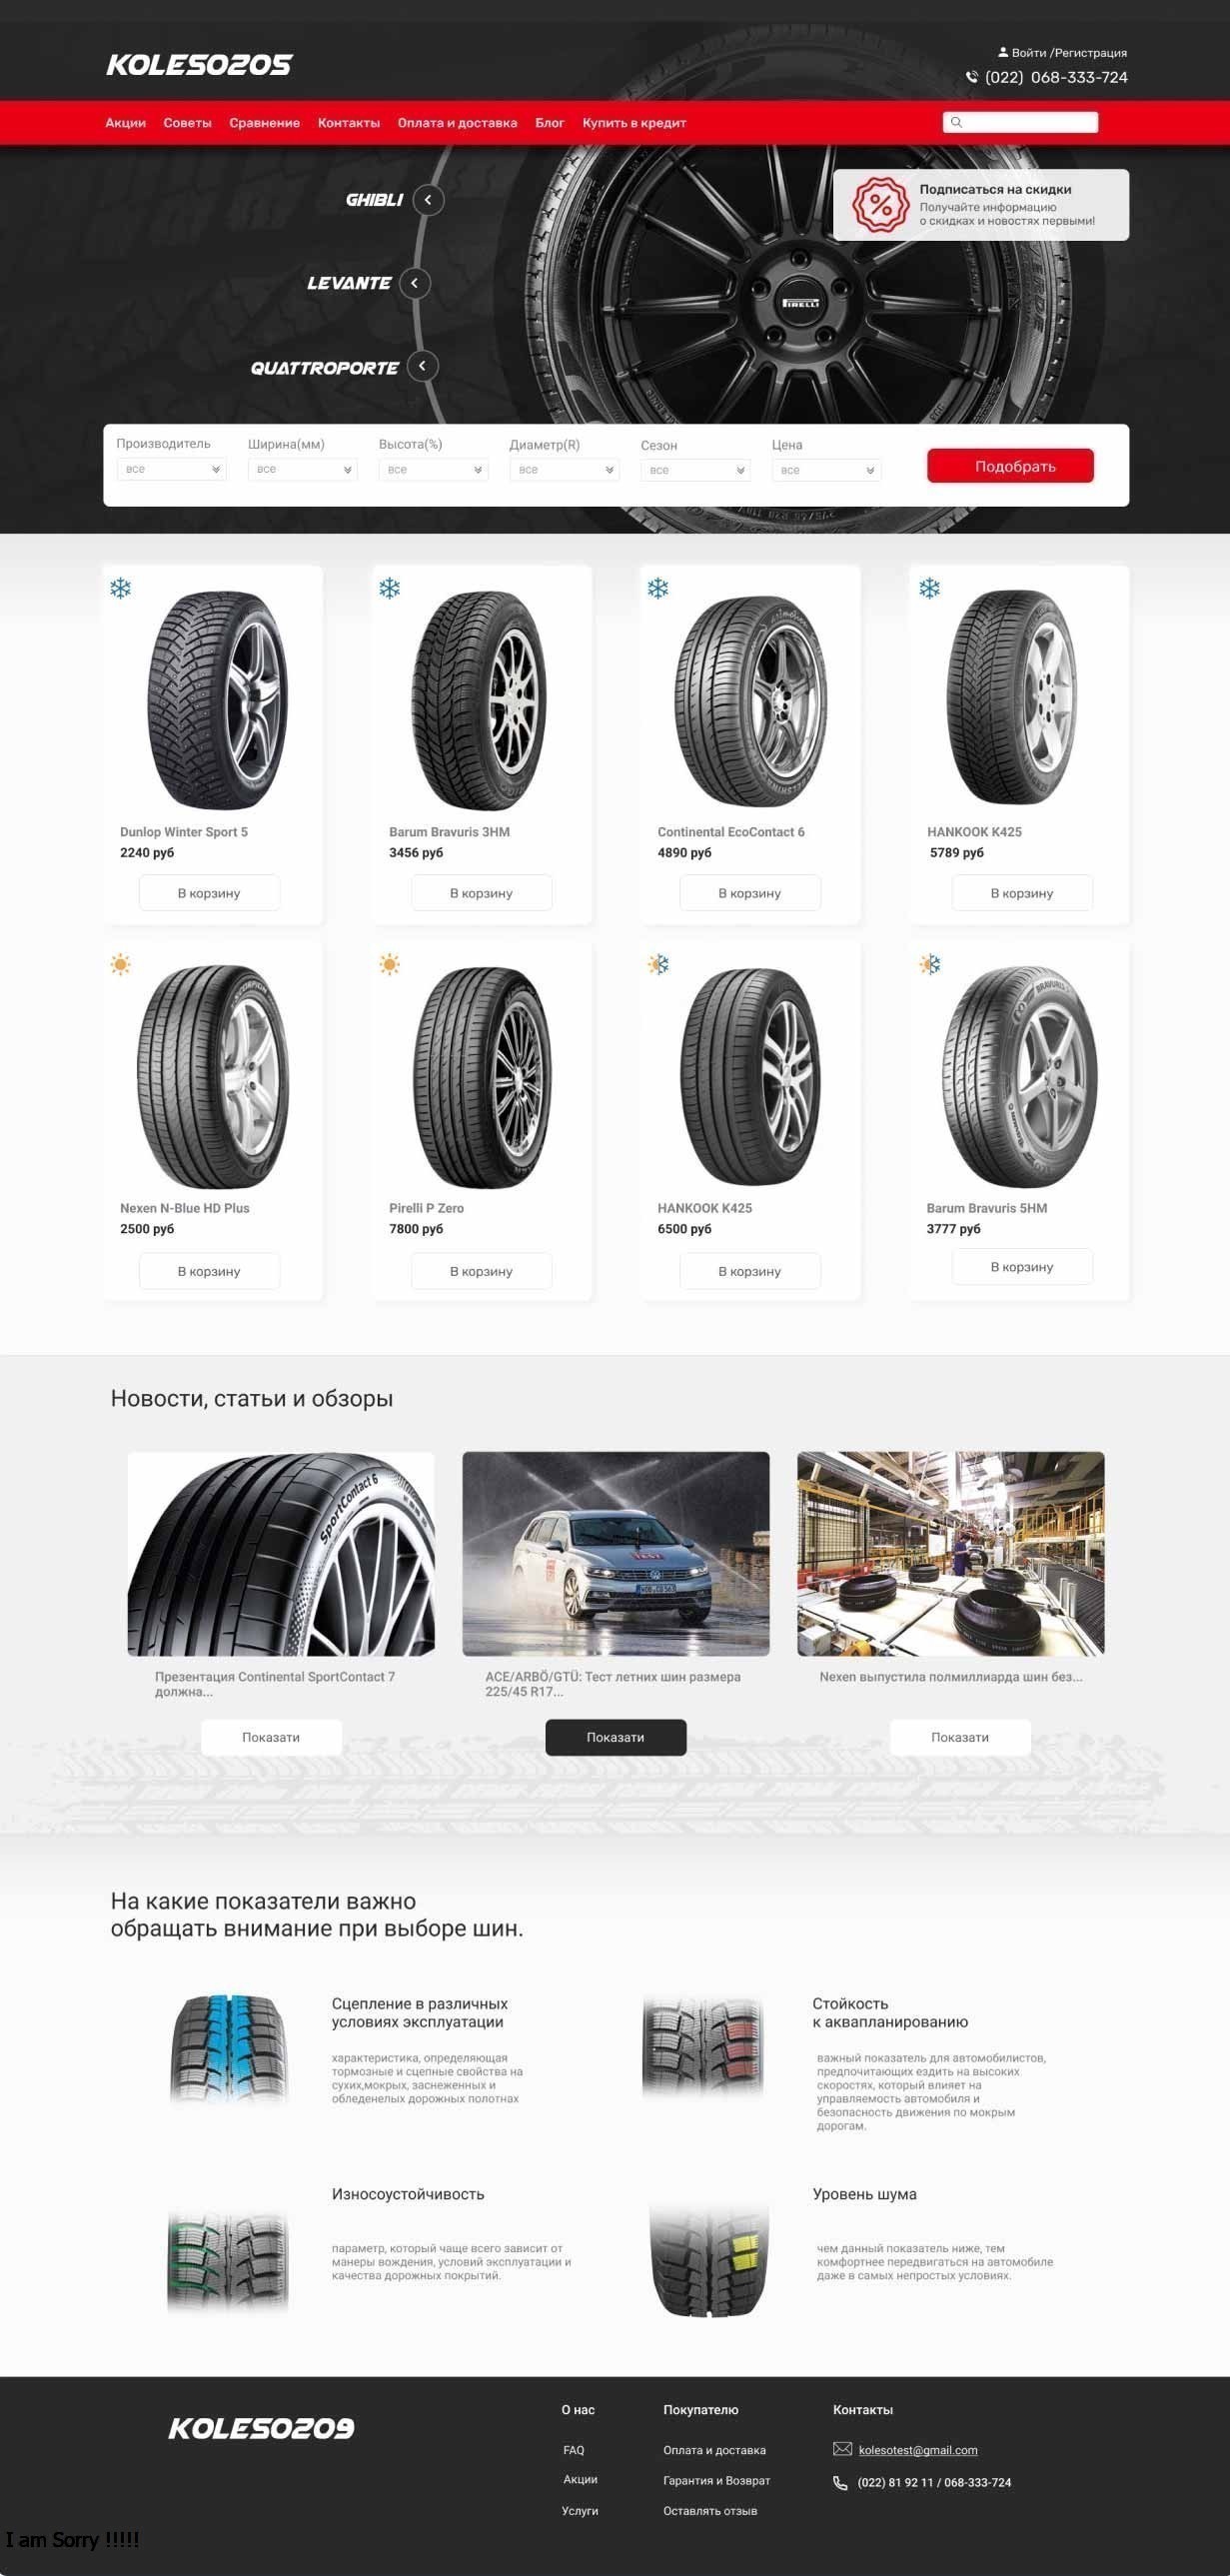 KOLESO205
Войти /Регистрация
(022) 068-333-724
Акции Советы Сравнение Контакты Оплата и доставка Блог Купить в кредит
GHIBLI
Подписаться на скидки
Получайте информацию
о скидках и новостях первыми!
LEVANTE
PIRELLI
QUATTROPORTE
Производитель Ширина(мм) Высота(%) Диаметр(R) Сезон Цена
все все все все все все
Подобрать
Dunlop Winter Sport 5
2240 руб
В корзину
Barum Bravuris 3HM
3456 руб
В корзину
Continental EcoContact 6
4890 руб
В корзину
HANKOOK K425
5789 руб
В корзину
Nexen N-Blue HD Plus
2500 руб
В корзину
Pirelli P Zero
7800 руб
В корзину
HANKOOK K425
6500 руб
В корзину
BRAVURIS 5
Barum Bravuris 5HM
3777 руб
В корзину
Новости, статьи и обзоры
SportContact 6
Презентация Continental SportContact 7
должна...
Показати
TEST
ACE/ARBÖ/GTÜ: Тест летних шин размера
225/45 R17...
Показати
Nexen выпустила полмиллиарда шин без...
Показати
На какие показатели важно
обращать внимание при выборе шин.
Сцепление в различных
условиях эксплуатации
характеристика, определяющая
тормозные и сцепные свойства на
сухих,мокрых, заснеженных и
обледенелых дорожных полотнах
Стойкость
к аквапланированию
важный показатель для автомобилистов,
предпочитающих ездить на высоких
скоростях, который влияет на
управляемость автомобиля и
безопасность движения по мокрым
дорогам.
Износоустойчивость
параметр, который чаще всего зависит от
манеры вождения, условий эксплуатации и
качества дорожных покрытий.
Уровень шума
чем данный показатель ниже, тем
комфортнее передвигаться на автомобиле
даже в самых непростых условиях.
KOLESO209
О нас
FAQ
Акции
Услуги
Покупателю
Оплата и доставка
Гарантия и Возврат
Оставлять отзыв
Контакты
kolesotest@gmail.com
(022) 81 92 11 / 068-333-724
I am Sorry !!!!!